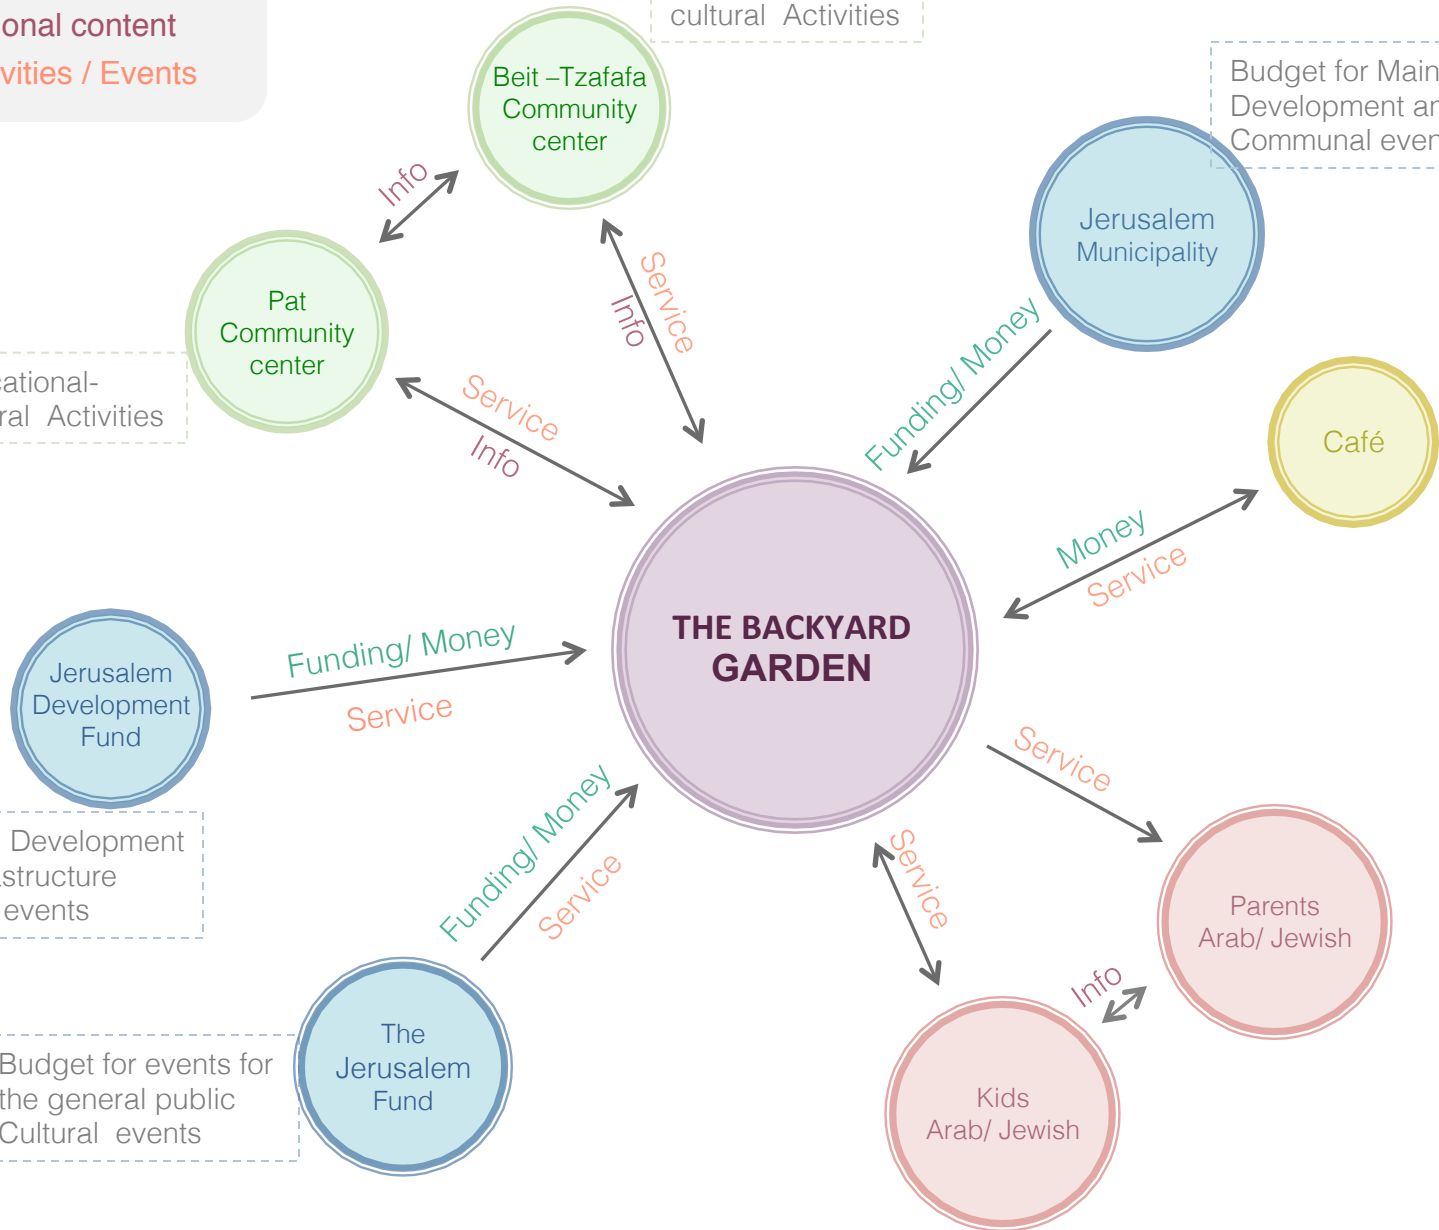 onal content
vities / Events
cultural Activities
Beit –Tzafafa
Community
center
Budget for Main
Development
Communal
Jerusalem
Municipality
Info
Service
Info
Pat
Community
center
cational-
ral Activities
Service
Info
Funding/ Money
Café
Money
Service
THE BACKYARD
GARDEN
Funding/ Money
Service
Jerusalem
Development
Fund
Development
structure
events
Service
Funding/ Money
Service
Service
Parents
Arab/ Jewish
Info
The
Jerusalem
Fund
Budget for events for
the general public
Cultural events
Kids
Arab/ Jewish